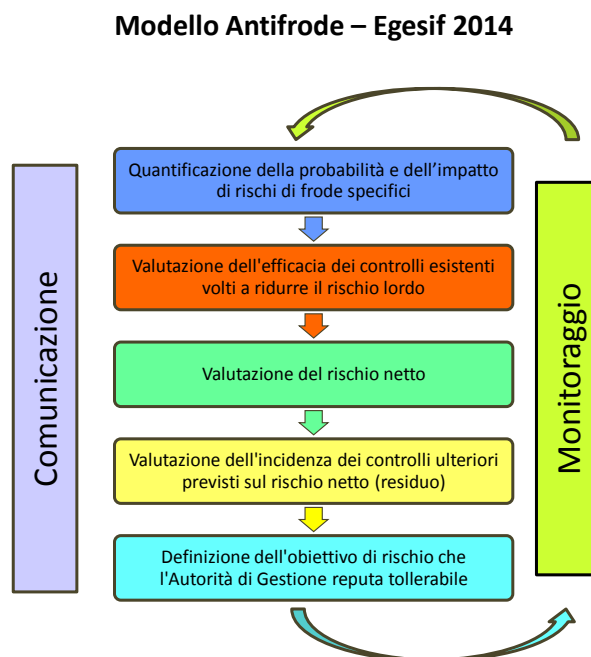 Modello Antifrode – Egesif 2014
Comunicazione
Quantificazione della probabilità e dell’impatto
di rischi di frode specifici
Valutazione dell'efficacia dei controlli esistenti
volti a ridurre il rischio lordo
Valutazione del rischio netto
Valutazione dell'incidenza dei controlli ulteriori
previsti sul rischio netto (residuo)
Definizione dell'obiettivo di rischio che
l'Autorità di Gestione reputa tollerabile
Monitoraggio